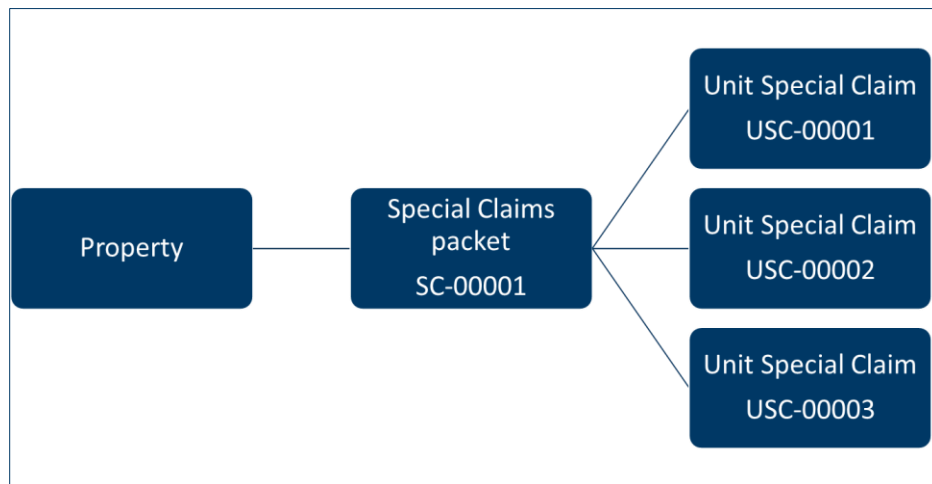 Property
Special Claims
packet
SC-00001
Unit Special Claim
USC-00001
Unit Special Claim
USC-00002
Unit Special Claim
USC-00003